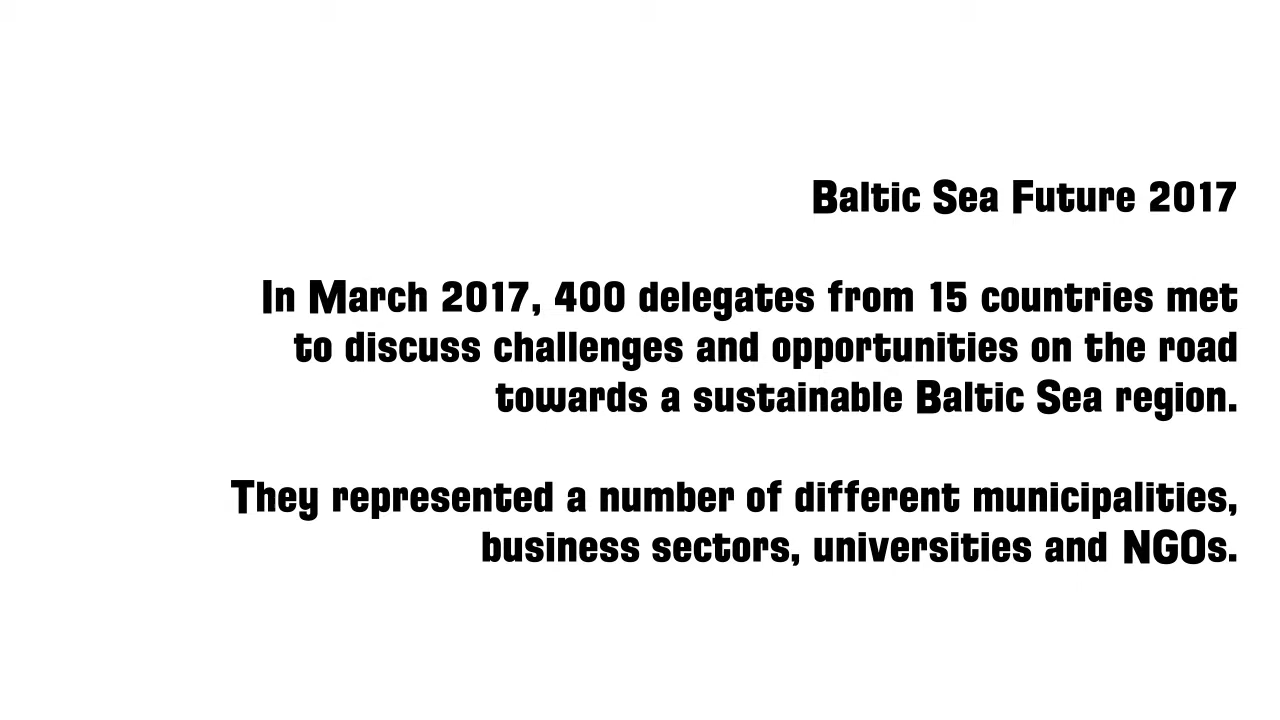 Baltic Sea Future 2017
In March 2017, 400 delegates from 15 countries met
to discuss challenges and opportunities on the road
towards a sustainable Baltic Sea region.
They represented a number of different municipalities,
business sectors, universities and NGOs.